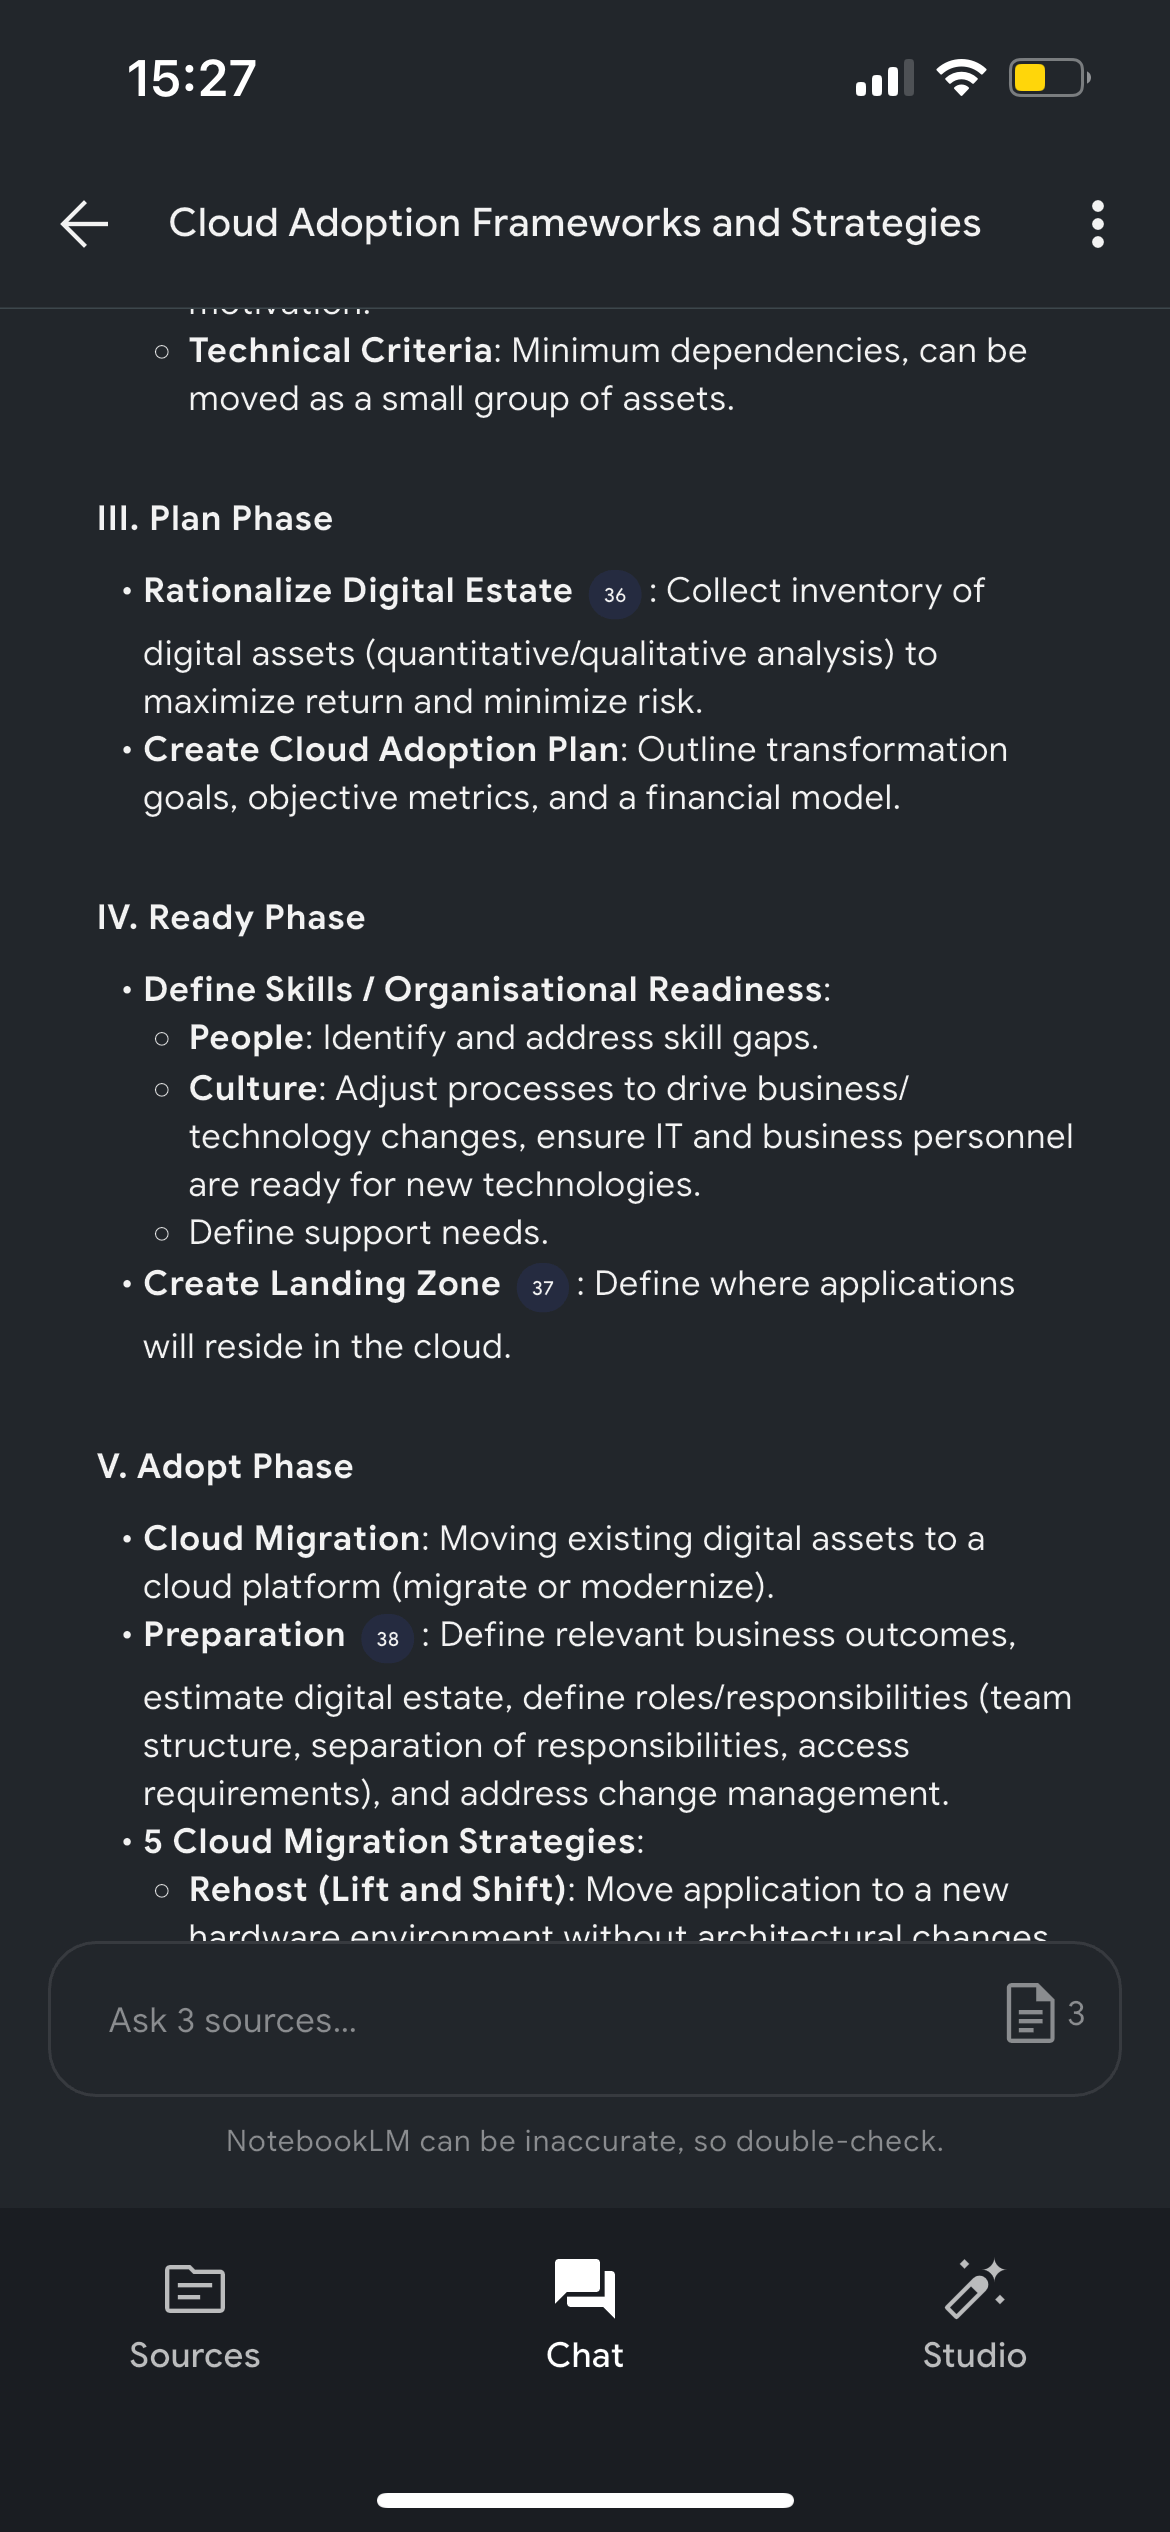 15:27
Cloud Adoption Frameworks and Strategies
motivation.
○ Technical Criteria: Minimum dependencies, can be
moved as a small group of assets.
III. Plan Phase
• Rationalize Digital Estate 36 : Collect inventory of
digital assets (quantitative/qualitative analysis) to
maximize return and minimize risk.
• Create Cloud Adoption Plan: Outline transformation
goals, objective metrics, and a financial model.
IV. Ready Phase
• Define Skills / Organisational Readiness:
○ People: Identify and address skill gaps.
○ Culture: Adjust processes to drive business/
technology changes, ensure IT and business personnel
are ready for new technologies.
○ Define support needs.
• Create Landing Zone 37 : Define where applications
will reside in the cloud.
V. Adopt Phase
• Cloud Migration: Moving existing digital assets to a
cloud platform (migrate or modernize).
• Preparation 38 : Define relevant business outcomes,
estimate digital estate, define roles/responsibilities (team
structure, separation of responsibilities, access
requirements), and address change management.
• 5 Cloud Migration Strategies:
○ Rehost (Lift and Shift): Move application to a new
hardware environment without architectural changes
Ask 3 sources...
3
NotebookLM can be inaccurate, so double-check.
Sources
Chat
Studio